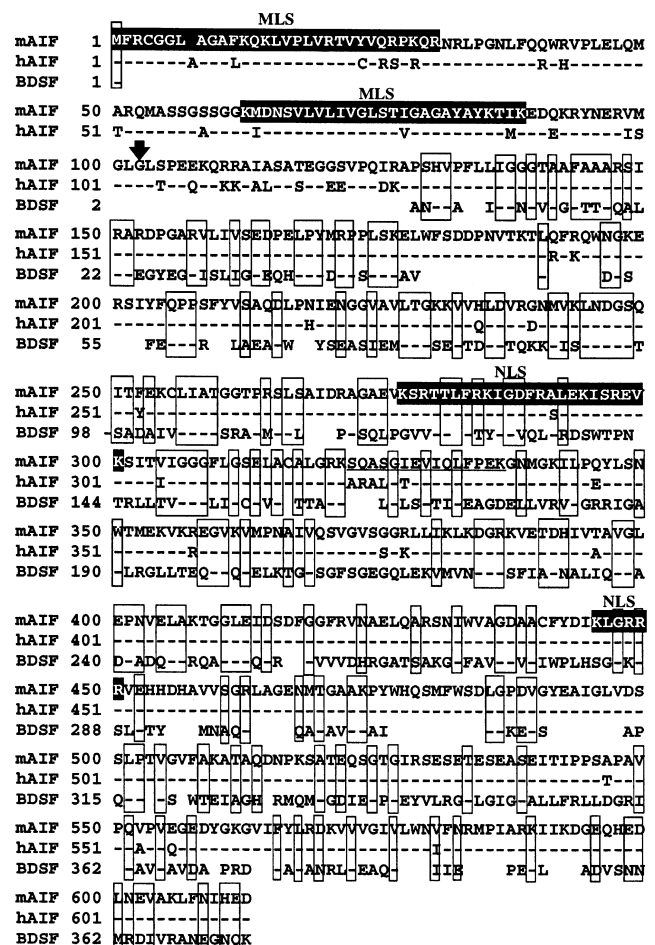 MLS
mAIF 1 MFRCGGL AGAFKQKLVPLVRTVYVQRPKQRNRLPGNLFQQWRVPLELQM
hAIF 1 --------A--L---------C-RS-R---------R-H-----------
BDSF 1 -
MLS
mAIF 50 ARQMASSGSSGGKMDNSVLVLIVGLSTIGAGAYAYKTIKEDQKRYNERVM
hAIF 51 T------A---I-----------V--------M---E------IS
mAIF 100 GLGLSPEEKQRRAIASATEGGSVPQIRAPSHVPFLLIGGGTAAFAAARSI
hAIF 101 ---T--Q--KK-AL--S--EE---DK------------------------
BDSF 2 AN--A I--N-V-G-TT-QAL
mAIF 150 RARDPGARVLIVSEDPELPYMRPPLSKELWFSDDPNVTKTLQFRQWNGKE
hAIF 151 ------------------------------------------R-K-----
BDSF 22 --EGYEG-ISLIG-EQH--D--S---AV - D-S
mAIF 200 RSIYFQPPSFYVSAQDLPNIENGGVAVLTGKKVVHLDVRGNMVKLNDGSQ
hAIF 201 ------------------H---------------Q----D----------
BDSF 55 FE---R LAEA-W YSEASIEM---SE--TD--TQKK-IS-----T
mAIF 250 ITFEKCLIATGGTPRSLSAIDRAGAEVKSRTTLFRKIGDFRALEKISREV
NLS
hAIF 251 --Y---------------------------------------S-------
BDSF 98 -SADAIV----SRA-M--L P-SQLPGVV----TY---VQL-RDSWTPN
mAIF 300 KSITVIGGGFLGSELACALGRKSQASGIEVIQLFPEKGNMGKILPQYLSN
hAIF 301 ----I-------------ARAL-T----------------E---
BDSF 144 TRLLTV---LI-C-V--TTA---L-LS-TI-EAGDELLVRV-GRRIGA
mAIF 350 WTMEKVKREGVKVMPNAIVQSVGVSGGRLLIKLKDGRKVETDHIVTAVGL
hAIF 351 -------R------------------S-K---------------A-----
BDSF 190 -LRGLLTEQ-Q-ELKTG-SGFSGEGQLEKVMVN---SFIA-NALIQ--A
NLS
mAIF 400 EPNVELAKTGGLEIDSDFGGFRVNAELQARSNIWVAGDAACFYDIKLGRR
hAIF 401 --------------------------------------------------
BDSF 240 D-ADQ--RQA--Q-R --VVVDHRGATSAKG-FAV--V-IWPLHSG-K-
mAIF 450 RVEHHDHAVVSGRLAGENMTGAAKPYWHQSMFWSDLGPDVGYEAIGLVDS
hAIF 451 --------------------------------------------------
BDSF 288 SL-TY MNAQ- QA-AV--AI --KE-S AP
mAIF 500 SLPTVGVFAKATAQDNPKSATEQSGTGIRSESETESEASEITIPPSAPAV
hAIF 501 ----------------------------------------------T---
BDSF 315 Q---S WTEIAGH RMQM-GDIE-P-EYVLRG-LGIG-ALLFRLLDGRI
mAIF 550 PQVPVEGEDYGKGVIFYLRDKVVVGIVLWNVFNRMPIARKIIKDGEQHED
hAIF 551 --A--Q------------------------I-------------------
BDSF 362 -AV-AVDA PRD -A-ANRL-EAQ- -IIE PE-L ADVSNN
mAIF 600 LNEVAKLFNIHED
hAIF 601 -------------
BDSF 362 MRDIVRANEGNQK